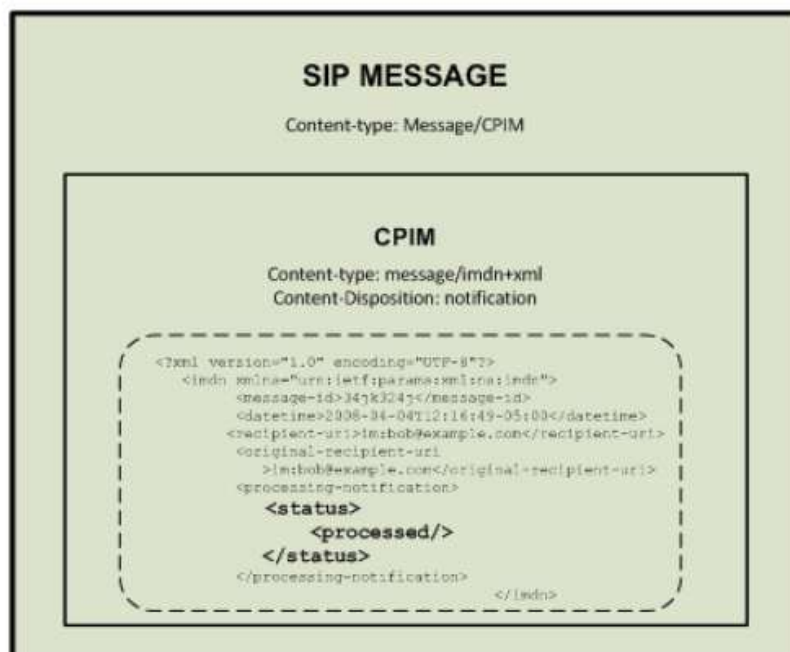 SIP MESSAGE
Content-type: Message/CPIM
CPIM
Content-type: message/imdn+xml
Content-Disposition: notification
<?xml version="1.0" encoding="UTF-8"?>
<imdn xmlns="urn:ietf:params:xml:ns:imdn">
<message-id>34jk324j</message-id>
<datetime>2008-04-04T12:16:49-05:00</datetime>
<recipient-uri>im:bob@example.com</recipient-uri>
<original-recipient-uri
>im:bob@example.com</original-recipient-uri>
<processing-notification>
<status>
<processed/>
</status>
</processing-notification>
</imdn>